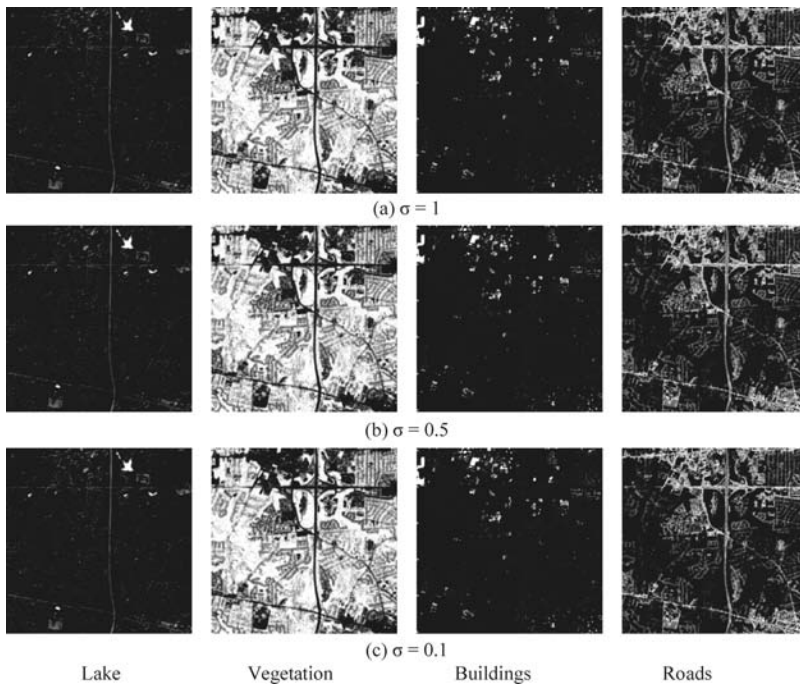 (a) σ = 1
(b) σ = 0.5
(c) σ = 0.1
Lake Vegetation Buildings Roads